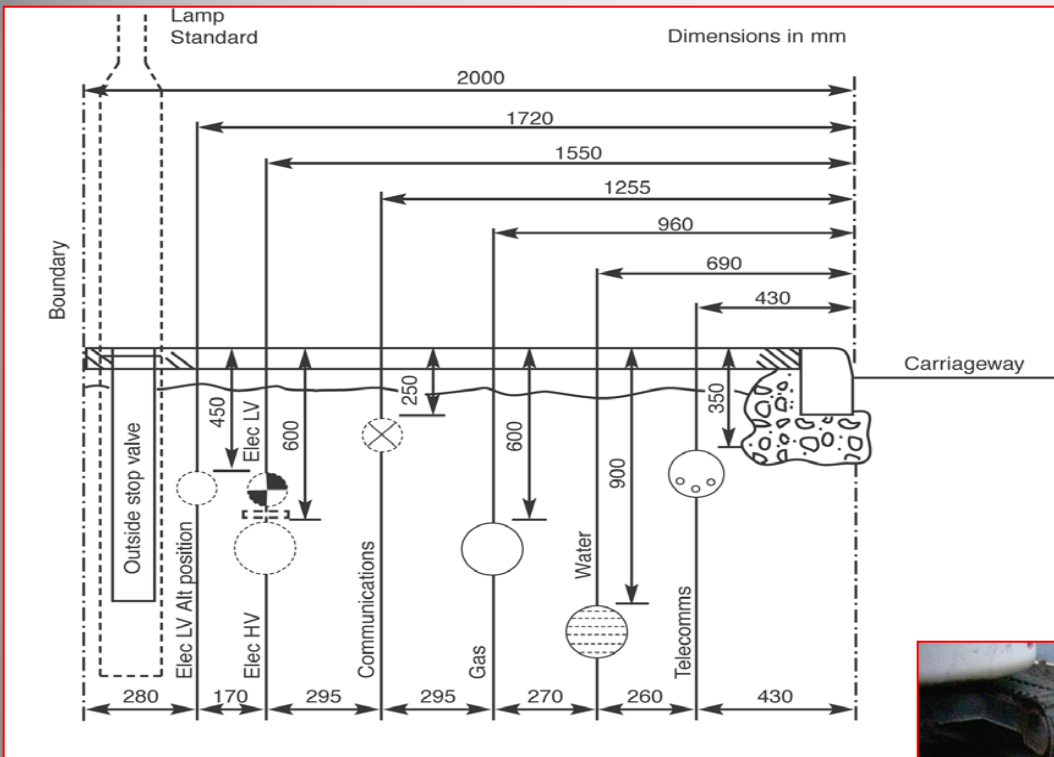 Lamp
Standard
Dimensions in mm
2000
1720
1550
1255
960
690
430
Boundary
Carriageway
450
Elec LV
600
250
600
900
350
Outside stop valve
Elec LV Alt position
Elec HV
Communications
Gas
Water
Telecomms
280
170
295
295
270
260
430